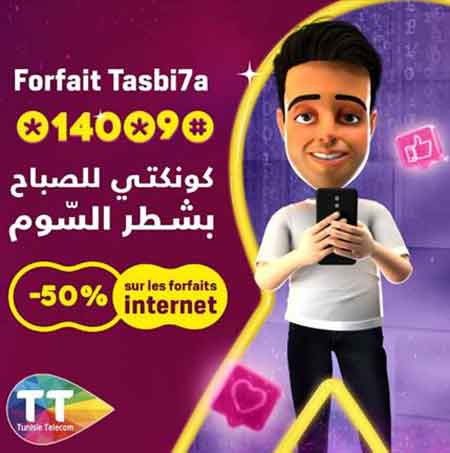 Forfait Tasbi7a
*140*9#
كونكتي للصباح
بشطر السّوم
-50%
sur les forfaits
internet
TT
Tunisie Telecom